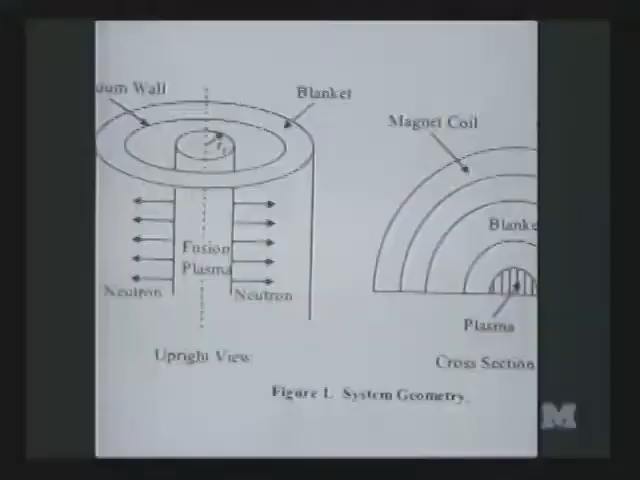 uum Wall
Blanket
Magnet Coil
Fusion
Plasma
Neutron
Neutron
Blanke
Plasma
Upright View
Cross Section
Figure 1. System Geometry.
M